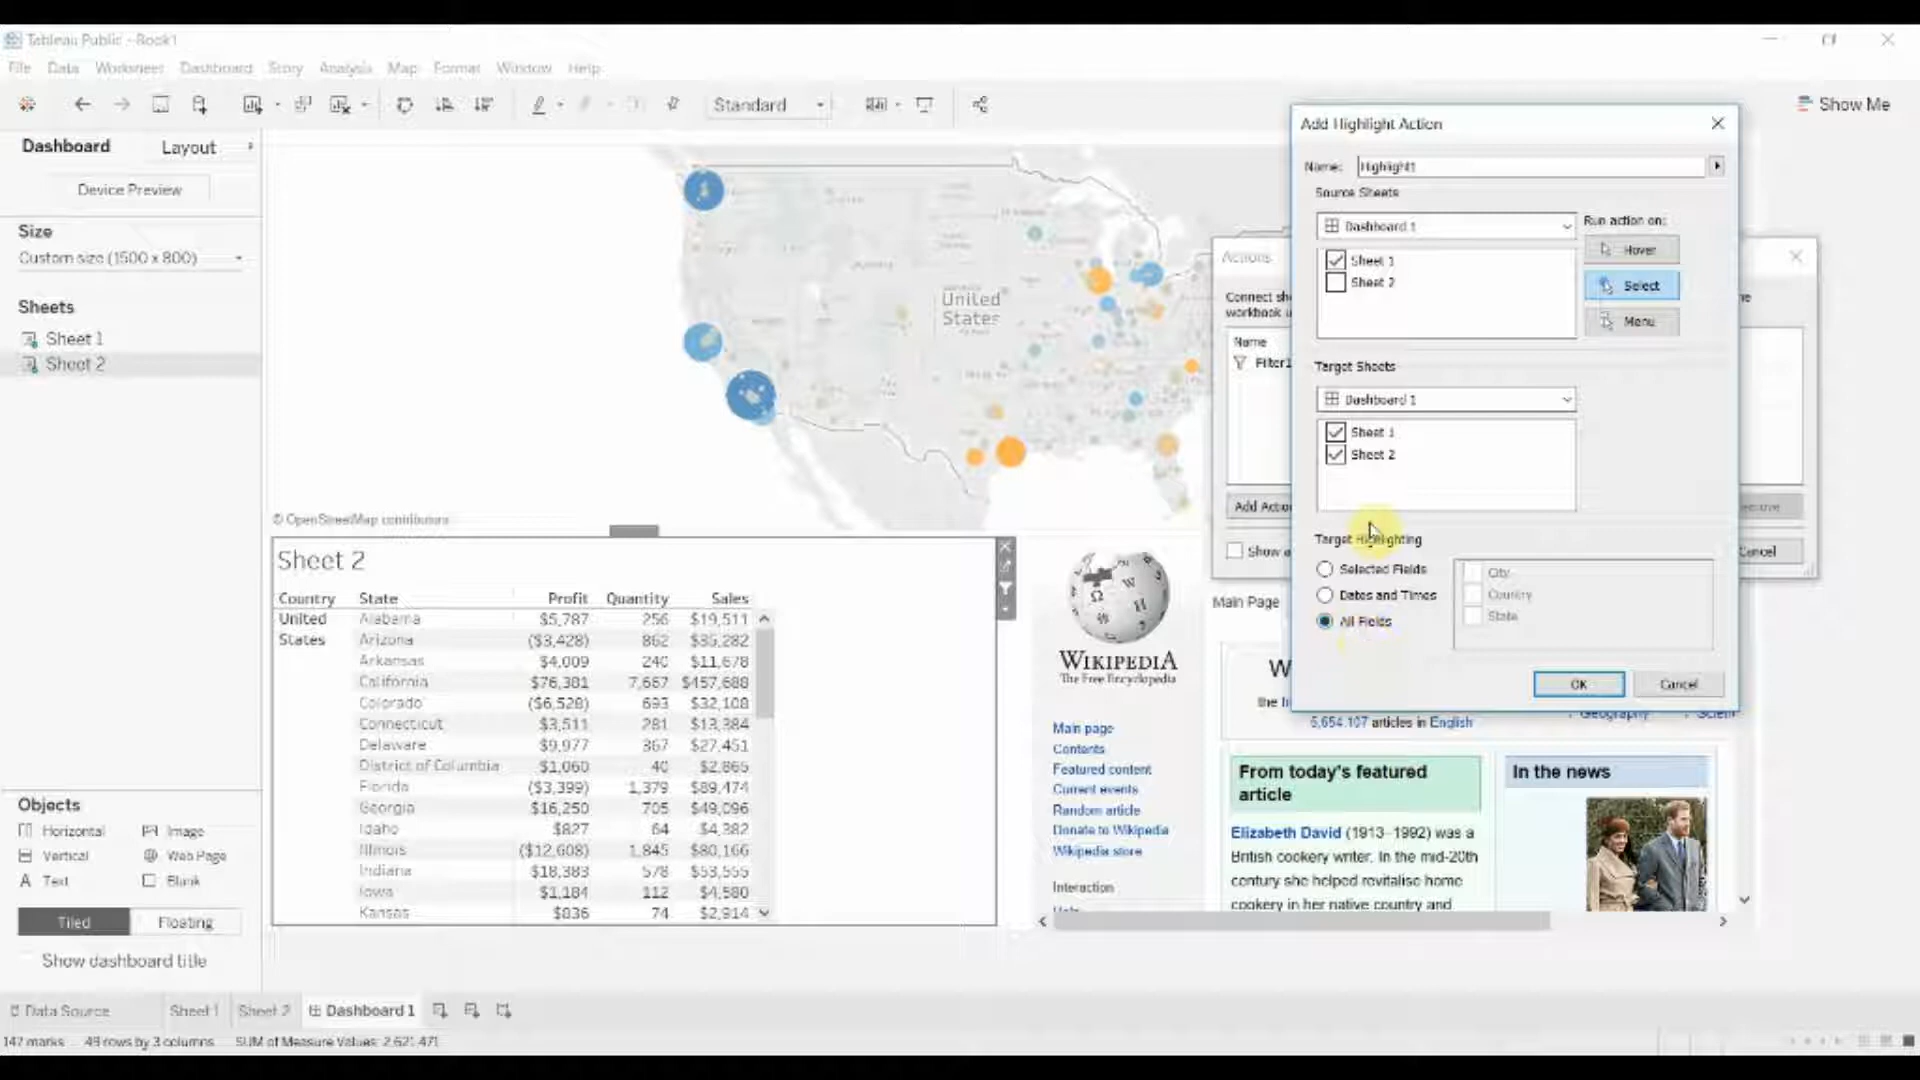 Tableau Public - Book1
File Data Worksheet Dashboard Story Analysis Map Format Window Help
Standard
Show Me
Dashboard Layout
Device Preview
Size
Custom size (1500 x 800)
Sheets
Sheet 1
Sheet 2
Objects
Horizontal Image
Vertical Web Page
Text Blank
Tiled Floating
Show dashboard title
United
States
© OpenStreetMap contributors
Sheet 2
Country State Profit Quantity Sales
United Alabama $5,787 256 $19,511
States Arizona ($3,428) 862 $35,282
Arkansas $4,009 240 $11,678
California $76,381 7,667 $457,688
Colorado ($6,528) 693 $32,108
Connecticut $3,511 281 $13,384
Delaware $9,977 367 $27,451
District of Columbia $1,060 40 $2,865
Florida ($3,399) 1,379 $89,474
Georgia $16,250 705 $49,096
Idaho $827 64 $4,382
Illinois ($12,608) 1,845 $80,166
Indiana $18,383 578 $53,555
Iowa $1,184 112 $4,580
Kansas $836 74 $2,914
Actions
Connect sh
workbook u
Name
Filter1
Add Actio
Show a
Cancel
Add Highlight Action
Name: Highlight1
Source Sheets
Dashboard 1
Sheet 1
Sheet 2
Run action on:
Hover
Select
Menu
Target Sheets
Dashboard 1
Sheet 1
Sheet 2
Target Highlighting
Selected Fields
Dates and Times
All Fields
City
Country
State
OK Cancel
WIKIPEDIA
The Free Encyclopedia
Main page
Contents
Featured content
Current events
Random article
Donate to Wikipedia
Wikipedia store
Interaction
Main Page
W
the
5,654,107 articles in English
Geography
From today's featured
article
Elizabeth David (1913–1992) was a
British cookery writer. In the mid-20th
century she helped revitalise home
cookery in her native country and
In the news
Data Source Sheet 1 Sheet 2 Dashboard 1
147 marks 49 rows by 3 columns SUM of Measure Values: 2,621,471